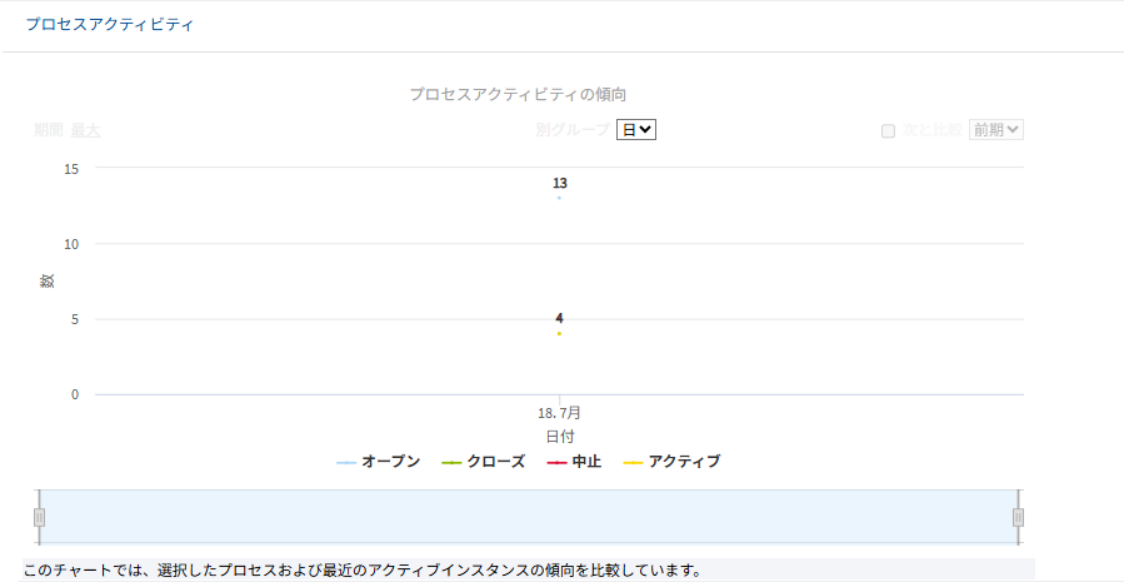 プロセスアクティビティ
プロセスアクティビティの傾向
期間 最大 別グループ 日 次と比較 前期
15
13
10
数
5
4
0
18. 7月
日付
オープン クローズ 中止 アクティブ
このチャートでは、選択したプロセスおよび最近のアクティブインスタンスの傾向を比較しています。